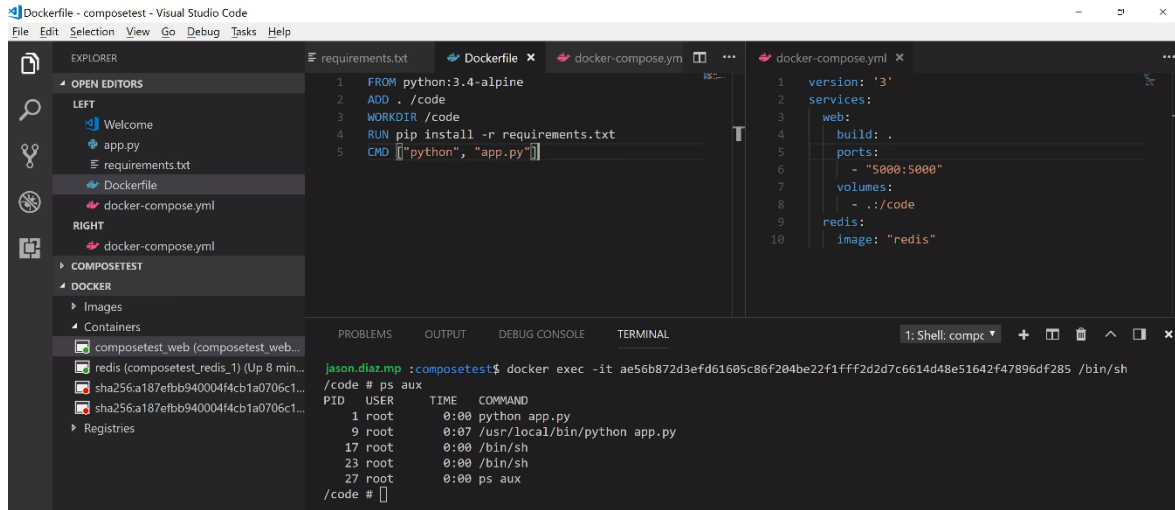 Dockerfile - composetest - Visual Studio Code
File Edit Selection View Go Debug Tasks Help
EXPLORER
OPEN EDITORS
LEFT
Welcome
app.py
requirements.txt
Dockerfile
docker-compose.yml
RIGHT
docker-compose.yml
COMPOSETEST
DOCKER
Images
Containers
composetest_web (composetest_web...
redis (composetest_redis_1) (Up 8 min...
sha256:a187efbb940004f4cb1a0706c1...
sha256:a187efbb940004f4cb1a0706c1...
Registries
requirements.txt Dockerfile docker-compose.ym
1 FROM python:3.4-alpine
2 ADD . /code
3 WORKDIR /code
4 RUN pip install -r requirements.txt
5 CMD ["python", "app.py"]
docker-compose.yml
1 version: '3'
2 services:
3 web:
4 build: .
5 ports:
6 - "5000:5000"
7 volumes:
8 - .:/code
9 redis:
10 image: "redis"
PROBLEMS OUTPUT DEBUG CONSOLE TERMINAL 1: Shell: compc
jason.diaz.mp :composetest$ docker exec -it ae56b872d3efd61605c86f204be22f1fff2d2d7c6614d48e51642f47896df285 /bin/sh
/code # ps aux
PID USER TIME COMMAND
1 root 0:00 python app.py
9 root 0:07 /usr/local/bin/python app.py
17 root 0:00 /bin/sh
23 root 0:00 /bin/sh
27 root 0:00 ps aux
/code #